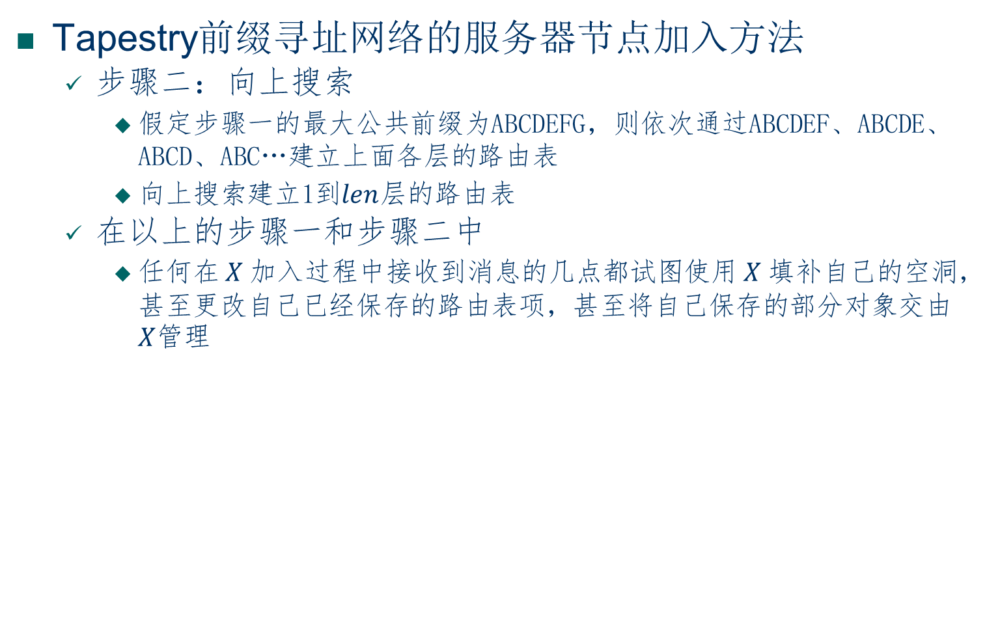 Tapestry前缀寻址网络的服务器节点加入方法
步骤二：向上搜索
假定步骤一的最大公共前缀为ABCDEFG，则依次通过ABCDEF、ABCDE、
ABCD、ABC…建立上面各层的路由表
向上搜索建立1到len层的路由表
在以上的步骤一和步骤二中
任何在 X 加入过程中接收到消息的几点都试图使用 X 填补自己的空洞，
甚至更改自己已经保存的路由表项，甚至将自己保存的部分对象交由
X管理